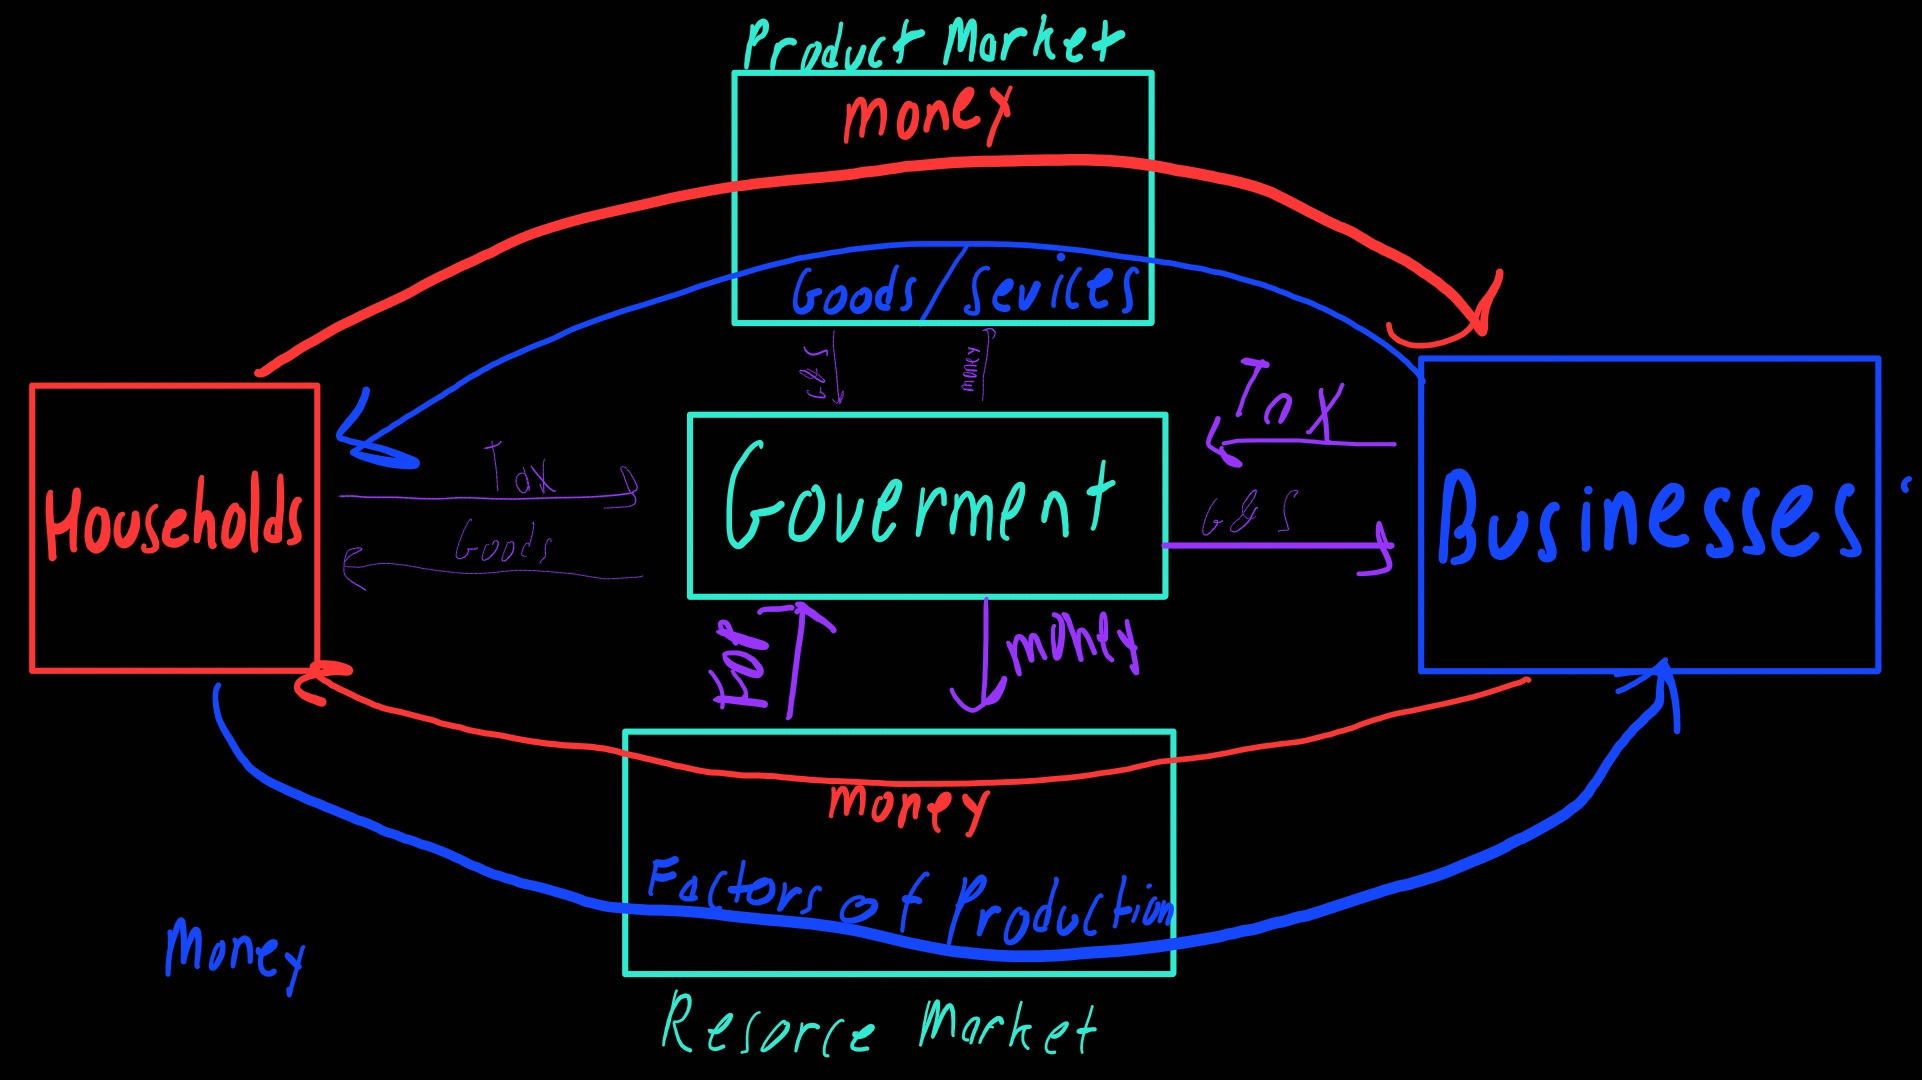 Product Market
money
Goods/Sevices
G&S
money
Tax
Tax
Households
Goverment
Businesses
Goods
G&S
FOP
money
money
Factors of Production
Money
Resorce Market